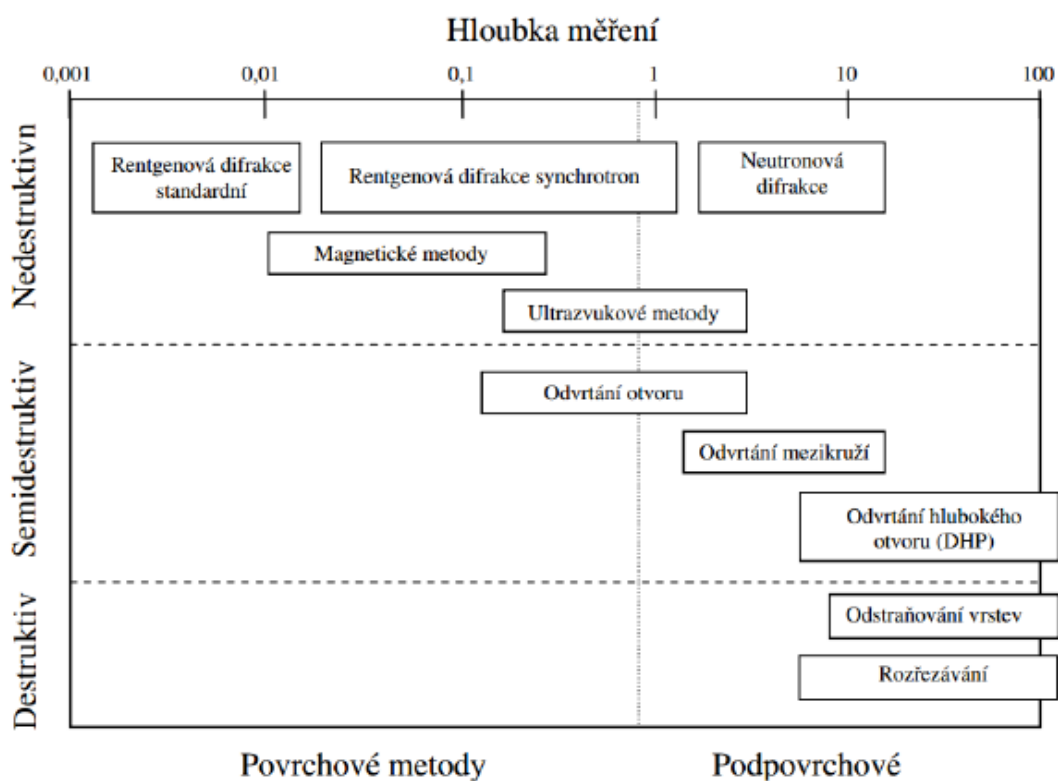 Hloubka měření
0,001 0,01 0,1 1 10 100
Nedestruktivn
Rentgenová difrakce
standardní
Rentgenová difrakce synchrotron
Neutronová
difrakce
Magnetické metody
Ultrazvukové metody
Semidestruktiv
Odvrtání otvoru
Odvrtání mezikruží
Odvrtání hlubokého
otvoru (DHP)
Destruktiv
Odstraňování vrstev
Rozřezávání
Povrchové metody
Podpovrchové